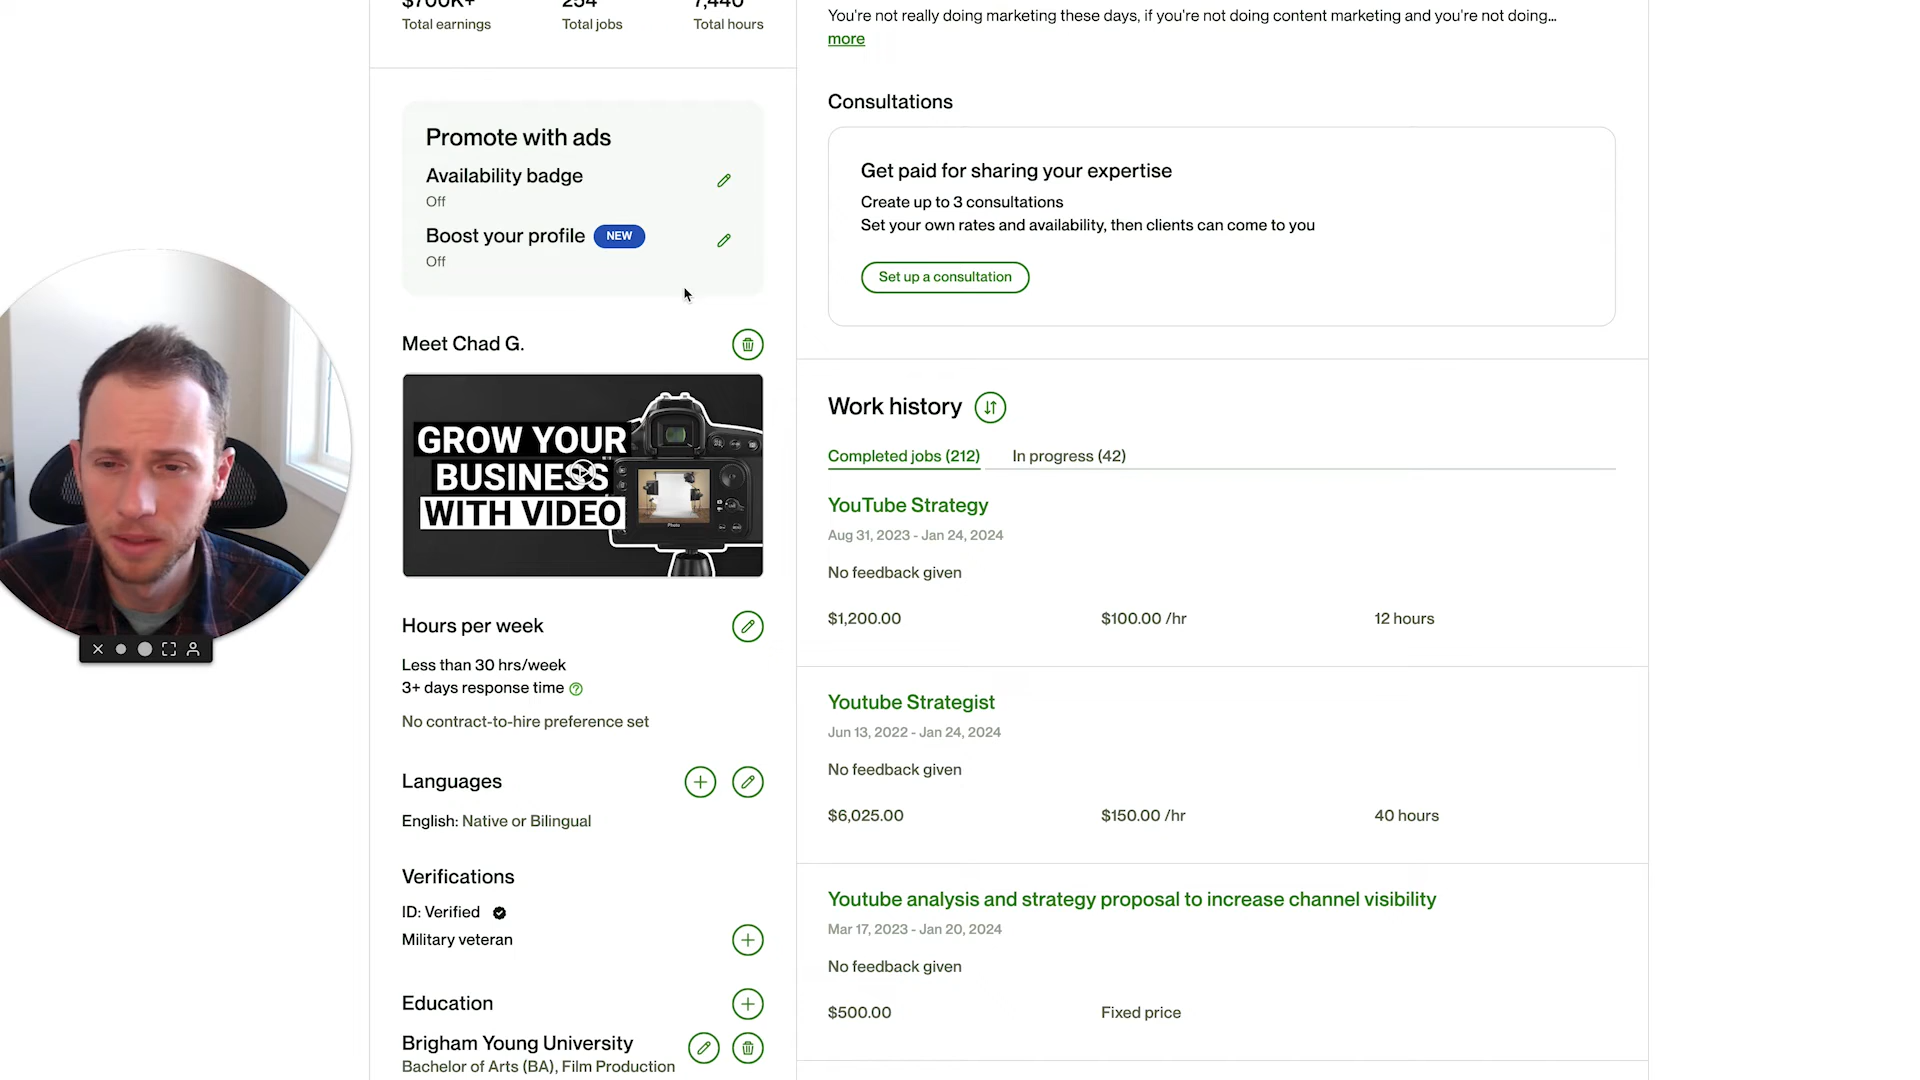 $700K+
254
7,440
Total earnings
Total jobs
Total hours
Promote with ads
Availability badge
Off
Boost your profile NEW
Off
Meet Chad G.
GROW YOUR
BUSINESS
WITH VIDEO
Photo
Hours per week
Less than 30 hrs/week
3+ days response time
No contract-to-hire preference set
Languages
English: Native or Bilingual
Verifications
ID: Verified
Military veteran
Education
Brigham Young University
Bachelor of Arts (BA), Film Production
You're not really doing marketing these days, if you're not doing content marketing and you're not doing...
more
Consultations
Get paid for sharing your expertise
Create up to 3 consultations
Set your own rates and availability, then clients can come to you
Set up a consultation
Work history
Completed jobs (212)
In progress (42)
YouTube Strategy
Aug 31, 2023 - Jan 24, 2024
No feedback given
$1,200.00
$100.00 /hr
12 hours
Youtube Strategist
Jun 13, 2022 - Jan 24, 2024
No feedback given
$6,025.00
$150.00 /hr
40 hours
Youtube analysis and strategy proposal to increase channel visibility
Mar 17, 2023 - Jan 20, 2024
No feedback given
$500.00
Fixed price